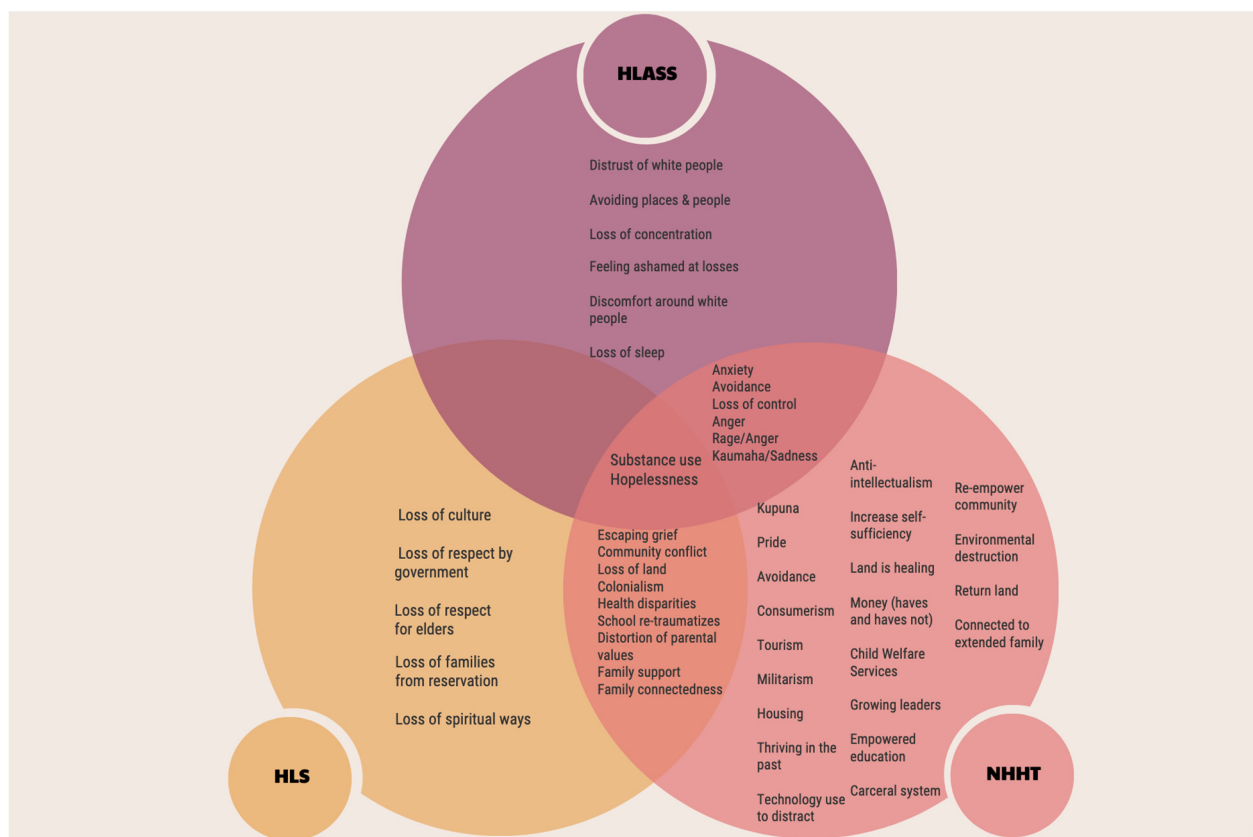 HLASS
Distrust of white people
Avoiding places & people
Loss of concentration
Feeling ashamed at losses
Discomfort around white
people
Loss of sleep
Anxiety
Avoidance
Loss of control
Anger
Rage/Anger
Kaumaha/Sadness
Substance use
Hopelessness
Loss of culture
Loss of respect by
government
Loss of respect
for elders
Loss of families
from reservation
Loss of spiritual ways
HLS
Escaping grief
Community conflict
Loss of land
Colonialism
Health disparities
School re-traumatizes
Distortion of parental
values
Family support
Family connectedness
Kupuna
Pride
Avoidance
Consumerism
Tourism
Militarism
Housing
Thriving in the
past
Technology use
to distract
Anti-
intellectualism
Increase self-
sufficiency
Land is healing
Money (haves
and haves not)
Child Welfare
Services
Growing leaders
Empowered
education
Carceral system
Re-empower
community
Environmental
destruction
Return land
Connected to
extended family
NHHT